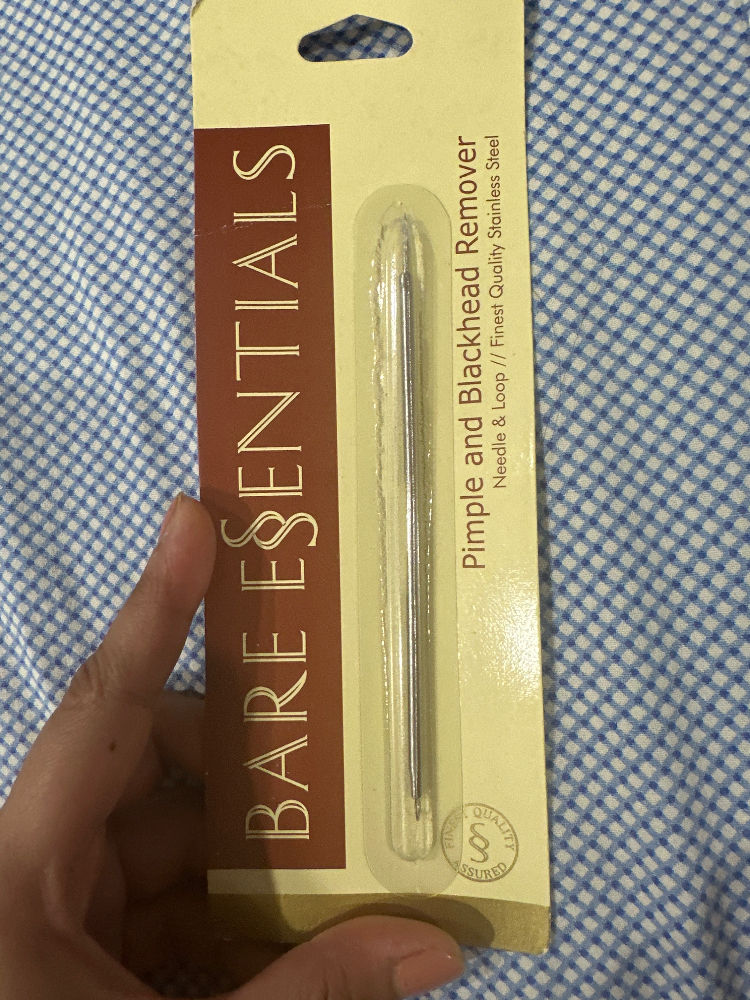 BARE ESSENTIALS
Pimple and Blackhead Remover
Needle & Loop // Finest Quality Stainless Steel
FINEST QUALITY
ASSURED